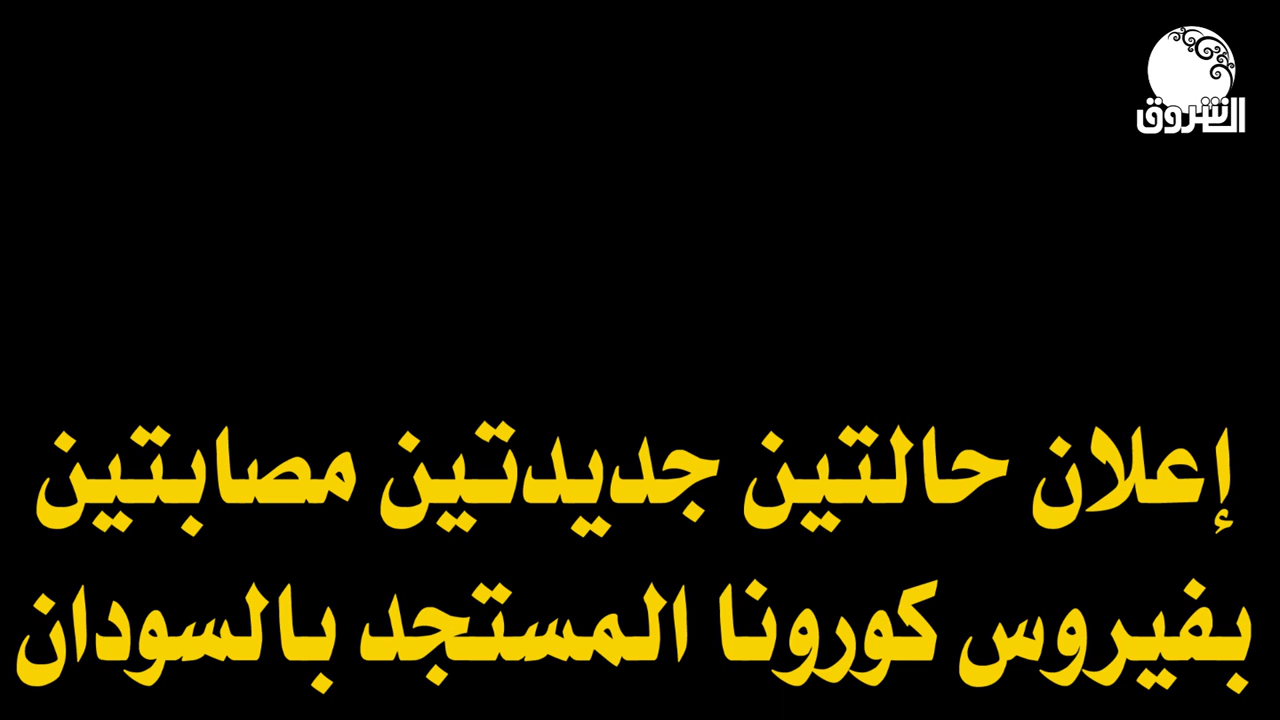 الشروق
إعلان حالتين جديدتين مصابتين
بفيروس كورونا المستجد بالسودان